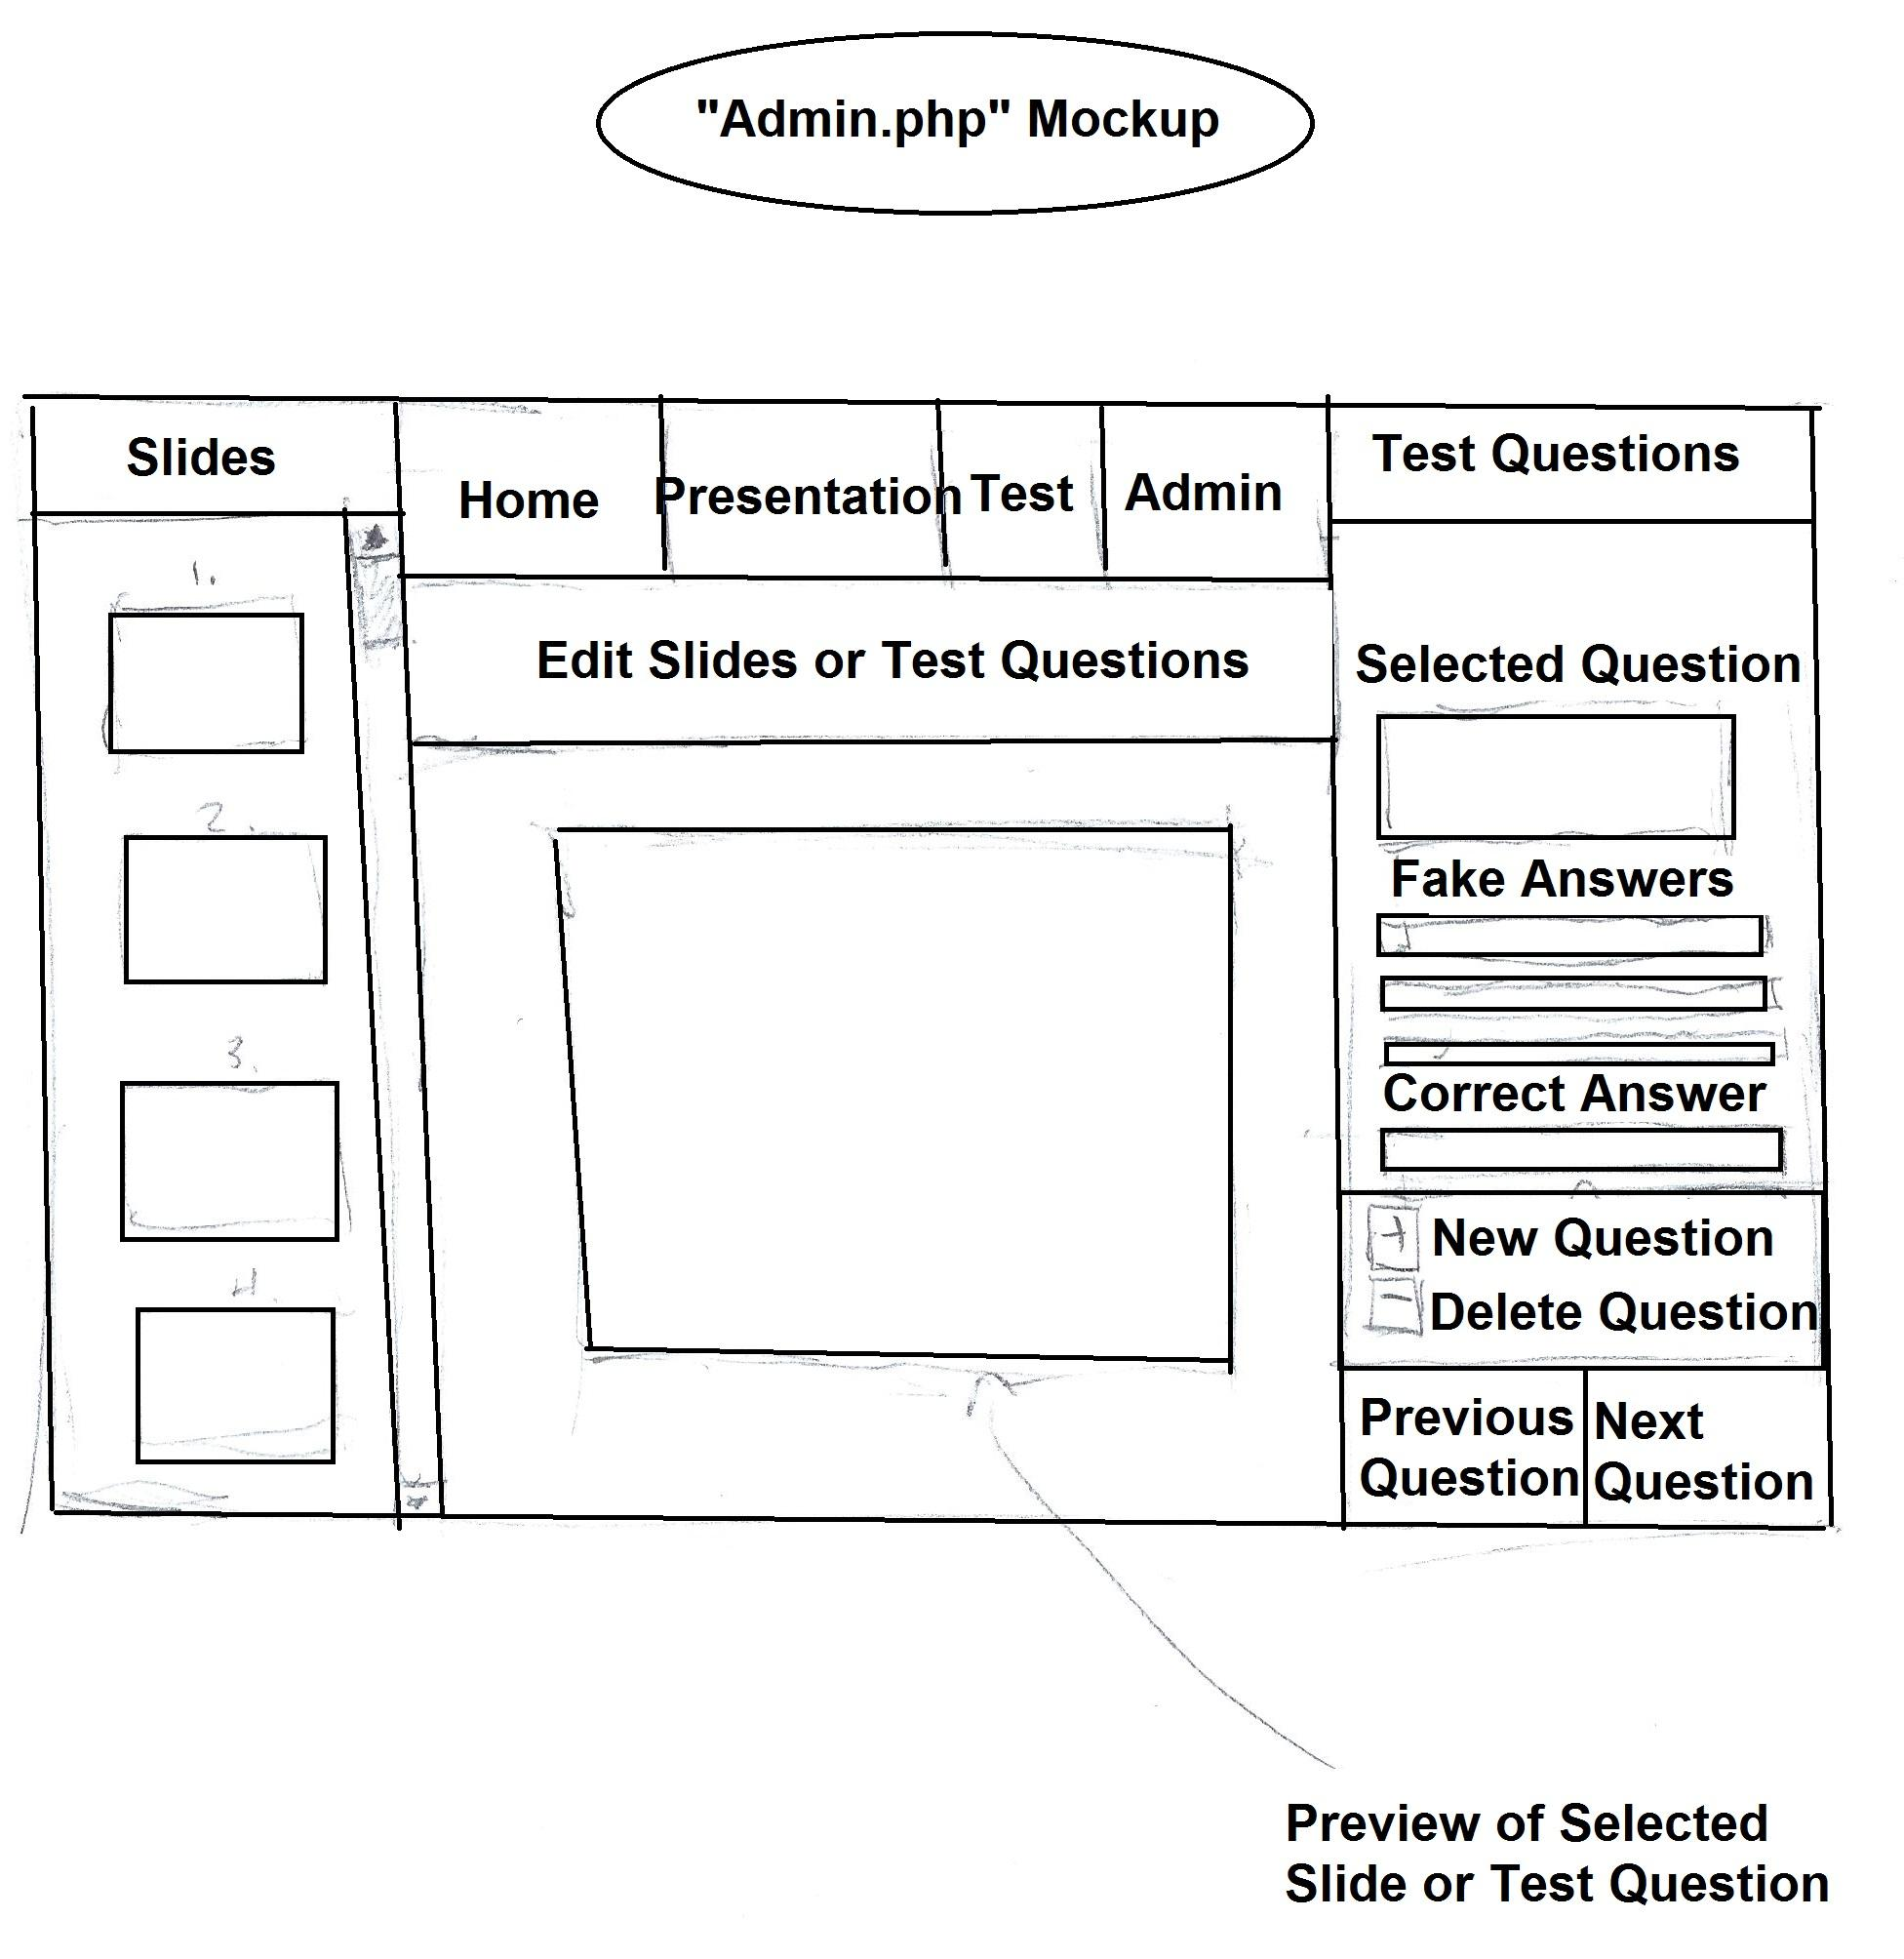 "Admin.php" Mockup
Slides
Home
Presentation
Test
Admin
Test Questions
1.
2.
3.
4.
Edit Slides or Test Questions
Selected Question
Fake Answers
Correct Answer
+ New Question
- Delete Question
Previous
Question
Next
Question
Preview of Selected
Slide or Test Question